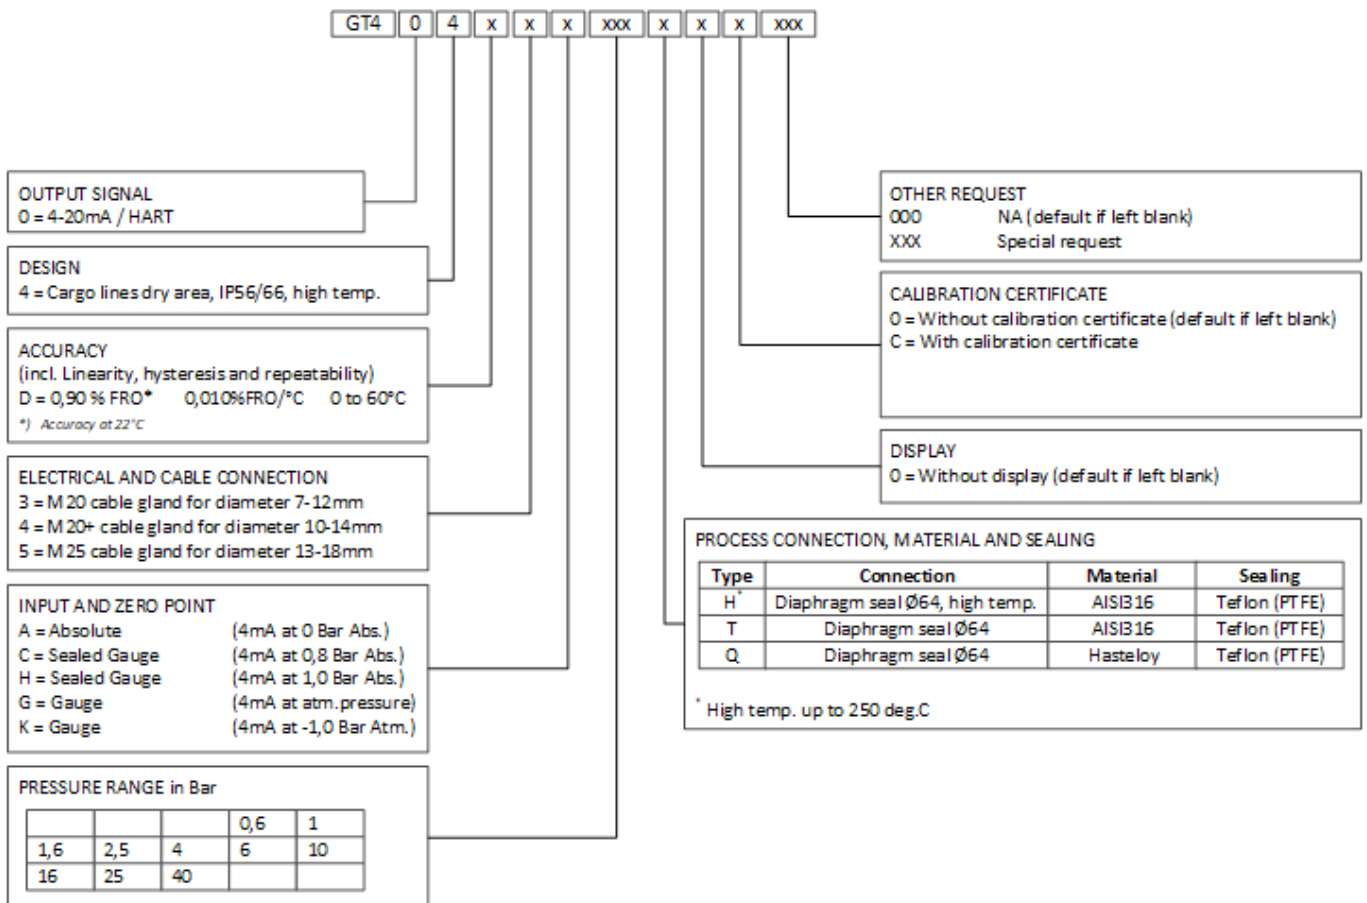 GT4 0 4 x x x xxx x x x xxx
OUTPUT SIGNAL
0 = 4-20mA / HART
DESIGN
4 = Cargo lines dry area, IP56/66, high temp.
ACCURACY
(incl. Linearity, hysteresis and repeatability)
D = 0,90 % FRO* 0,010%FRO/°C 0 to 60°C
*) Accuracy at 22°C
ELECTRICAL AND CABLE CONNECTION
3 = M20 cable gland for diameter 7-12mm
4 = M20+ cable gland for diameter 10-14mm
5 = M25 cable gland for diameter 13-18mm
INPUT AND ZERO POINT
A = Absolute (4mA at 0 Bar Abs.)
C = Sealed Gauge (4mA at 0,8 Bar Abs.)
H = Sealed Gauge (4mA at 1,0 Bar Abs.)
G = Gauge (4mA at atm.pressure)
K = Gauge (4mA at -1,0 Bar Atm.)
PRESSURE RANGE in Bar
0,6 1
1,6 2,5 4 6 10
16 25 40
OTHER REQUEST
000 NA (default if left blank)
XXX Special request
CALIBRATION CERTIFICATE
0 = Without calibration certificate (default if left blank)
C = With calibration certificate
DISPLAY
0 = Without display (default if left blank)
PROCESS CONNECTION, MATERIAL AND SEALING
Type Connection Material Sealing
H* Diaphragm seal Ø64, high temp. AISI316 Teflon (PTFE)
T Diaphragm seal Ø64 AISI316 Teflon (PTFE)
Q Diaphragm seal Ø64 Hasteloy Teflon (PTFE)
* High temp. up to 250 deg.C